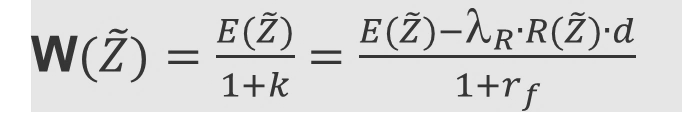 W(Z̃) = E(Z̃)/(1+k) = (E(Z̃)−λ_R·R(Z̃)·d)/(1+r_f)